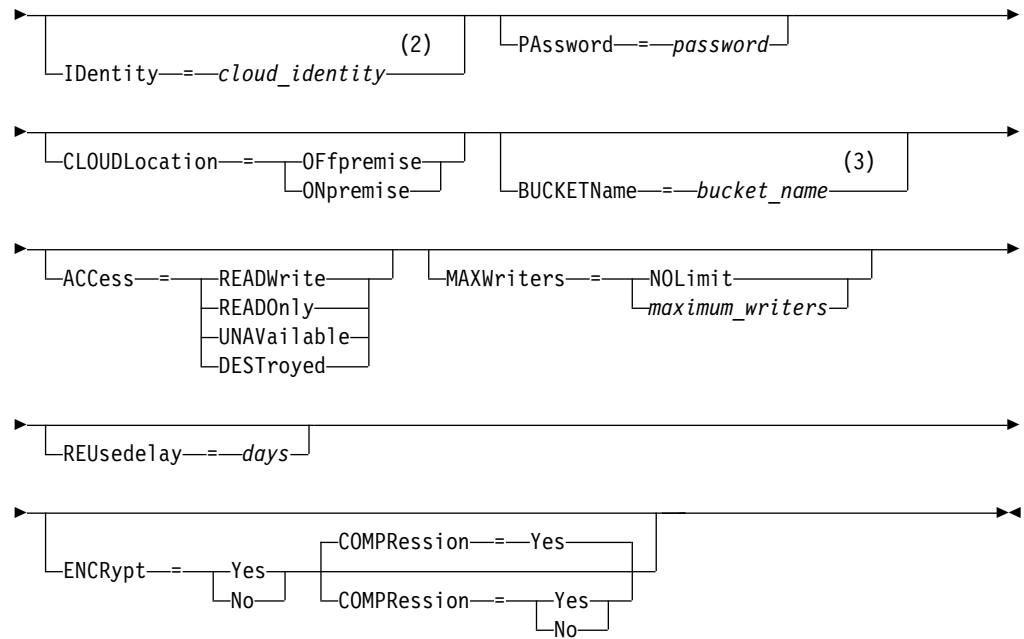 (2)
IDentity = cloud_identity
PAssword = password
CLOUDLocation = OFfpremise
ONpremise
(3)
BUCKETName = bucket_name
ACCess = READWrite
READOnly
UNAVailable
DESTroyed
MAXWriters = NOLimit
maximum_writers
REUsedelay = days
ENCRypt = Yes
No
COMPRession = Yes
COMPRession = Yes
No